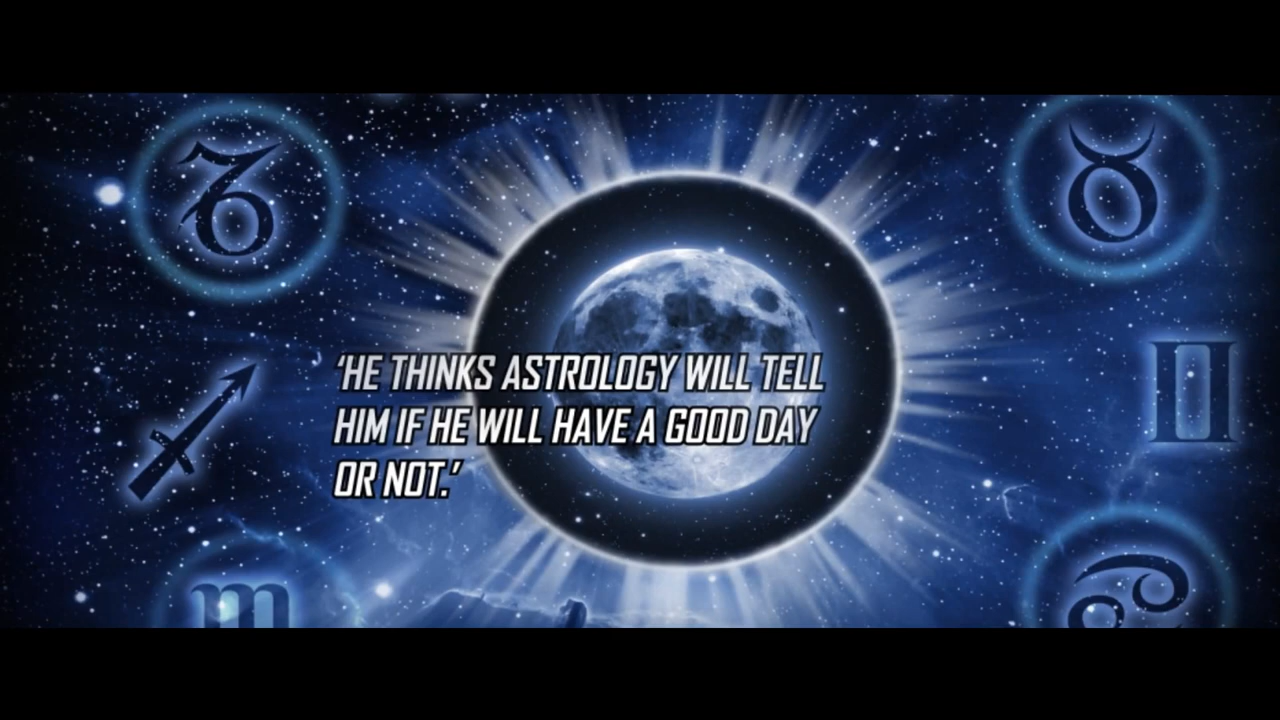 ‘HE THINKS ASTROLOGY WILL TELL
HIM IF HE WILL HAVE A GOOD DAY
OR NOT.’